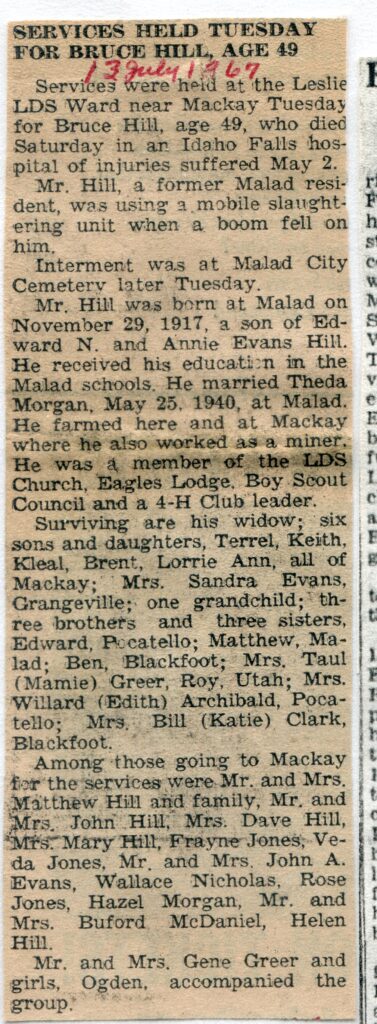 SERVICES HELD TUESDAY
FOR BRUCE HILL, AGE 49
13 July 1967
Services were held at the Leslie
LDS Ward near Mackay Tuesday
for Bruce Hill, age 49, who died
Saturday in an Idaho Falls hos-
pital of injuries suffered May 2.
Mr. Hill, a former Malad resi-
dent, was using a mobile slaught-
ering unit when a boom fell on
him.
Interment was at Malad City
Cemetery later Tuesday.
Mr. Hill was born at Malad on
November 29, 1917, a son of Ed-
ward N. and Annie Evans Hill.
He received his education in the
Malad schools. He married Theda
Morgan, May 25, 1940, at Malad.
He farmed here and at Mackay
where he also worked as a miner.
He was a member of the LDS
Church, Eagles Lodge, Boy Scout
Council and a 4-H Club leader.
Surviving are his widow; six
sons and daughters, Terrel, Keith,
Kleal, Brent, Lorrie Ann, all of
Mackay; Mrs. Sandra Evans,
Grangeville; one grandchild; th-
ree brothers and three sisters,
Edward, Pocatello; Matthew, Ma-
lad; Ben, Blackfoot; Mrs. Taul
(Mamie) Greer, Roy, Utah; Mrs.
Willard (Edith) Archibald, Poca-
tello; Mrs. Bill (Katie) Clark,
Blackfoot.
Among those going to Mackay
for the services were Mr. and Mrs.
Matthew Hill and family, Mr. and
Mrs. John Hill, Mrs. Dave Hill,
Mrs. Mary Hill, Frayne Jones, Ve-
da Jones, Mr. and Mrs. John A.
Evans, Wallace Nicholas, Rose
Jones, Hazel Morgan, Mr. and
Mrs. Buford McDaniel, Helen
Hill.
Mr. and Mrs. Gene Greer and
girls, Ogden, accompanied the
group.